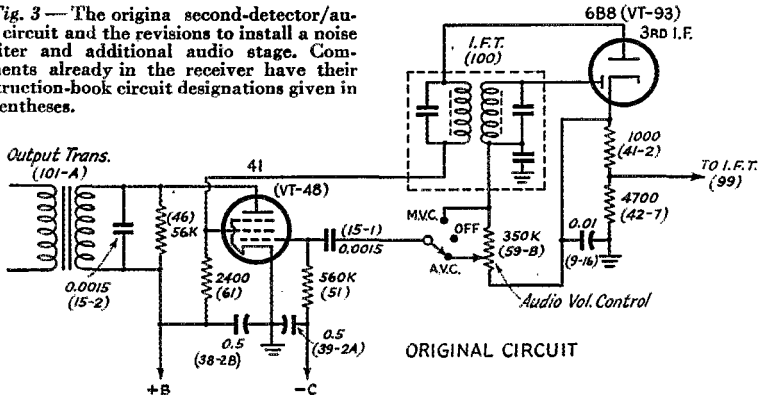 Fig. 3 — The origina second-detector/au-
circuit and the revisions to install a noise
iter and additional audio stage. Com-
nents already in the receiver have their
truction-book circuit designations given in
entheses.
6B8 (VT-93)
3RD I.F.
I.F.T.
(100)
1000
(41-2)
TO I.F.T.
(99)
4700
(42-7)
0.01
(9-16)
Output Trans.
(101-A)
41
(VT-48)
(46)
56K
0.0015
(15-2)
2400
(61)
560K
(51)
(15-1)
0.0015
M.V.C.
OFF
A.V.C.
350K
(59-B)
Audio Vol. Control
0.5
(38-2B)
0.5
(39-2A)
+B
-C
ORIGINAL CIRCUIT